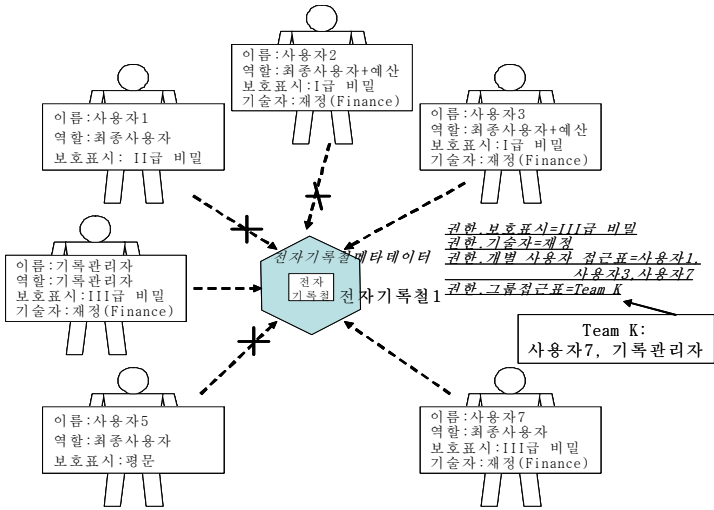 이름:사용자2
역할:최종사용자+예산
보호표시:I급 비밀
기술자:재정(Finance)
이름:사용자1
역할:최종사용자
보호표시: II급 비밀
이름:사용자3
역할:최종사용자+예산
보호표시:I급 비밀
기술자:재정(Finance)
이름:기록관리자
역할:기록관리자
보호표시:III급 비밀
기술자:재정(Finance)
전자기록철메타데이터
전자
기록철
전자기록철1
권한.보호표시=III급 비밀
권한.기술자=재정
권한.개별 사용자 접근표=사용자1,
사용자3,사용자7
권한.그룹접근표=Team K
Team K:
사용자7, 기록관리자
이름:사용자5
역할:최종사용자
보호표시:평문
이름:사용자7
역할:최종사용자
보호표시:III급 비밀
기술자:재정(Finance)